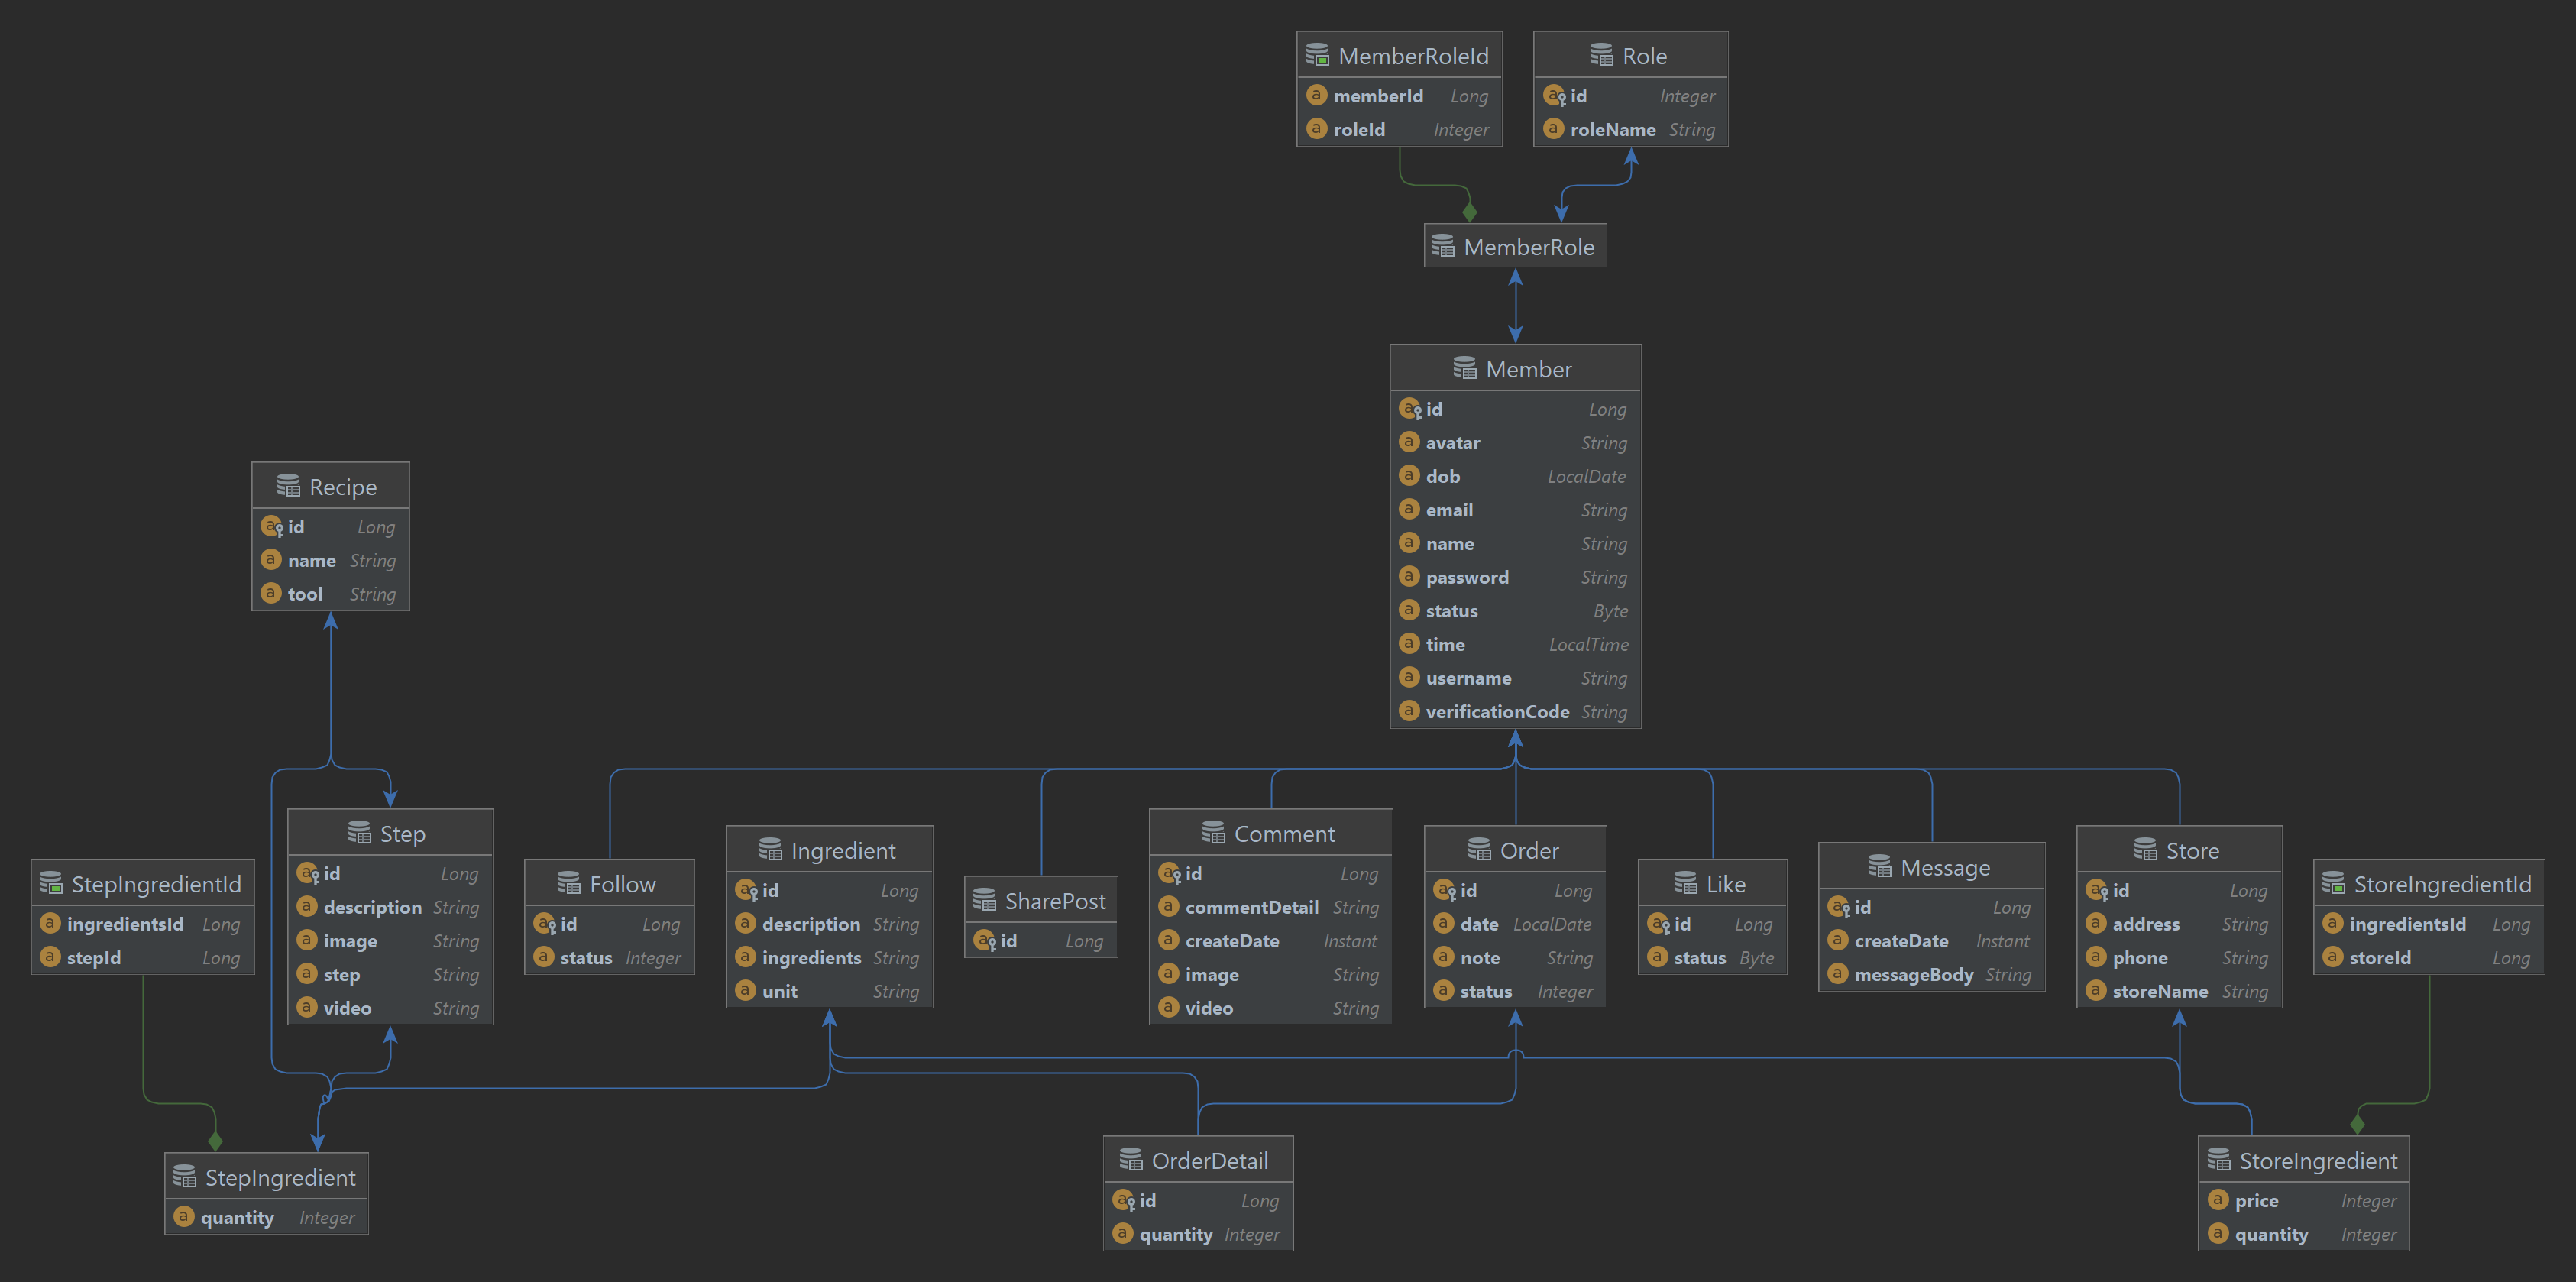 MemberRoleId
memberId Long
roleId Integer
Role
id Integer
roleName String
MemberRole
Member
id Long
avatar String
dob LocalDate
email String
name String
password String
status Byte
time LocalTime
username String
verificationCode String
Recipe
id Long
name String
tool String
StepIngredientId
ingredientsId Long
stepId Long
Step
id Long
description String
image String
step String
video String
Follow
id Long
status Integer
Ingredient
id Long
description String
ingredients String
unit String
SharePost
id Long
Comment
id Long
commentDetail String
createDate Instant
image String
video String
Order
id Long
date LocalDate
note String
status Integer
Like
id Long
status Byte
Message
id Long
createDate Instant
messageBody String
Store
id Long
address String
phone String
storeName String
StoreIngredientId
ingredientsId Long
storeId Long
StepIngredient
quantity Integer
OrderDetail
id Long
quantity Integer
StoreIngredient
price Integer
quantity Integer